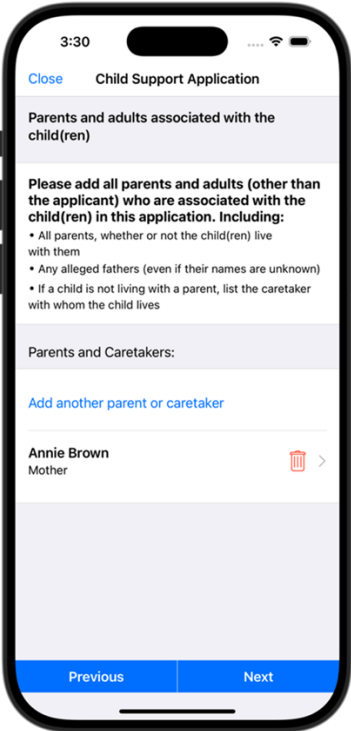 3:30
Close
Child Support Application
Parents and adults associated with the
child(ren)
Please add all parents and adults (other than
the applicant) who are associated with the
child(ren) in this application. Including:
• All parents, whether or not the child(ren) live
with them
• Any alleged fathers (even if their names are unknown)
• If a child is not living with a parent, list the caretaker
with whom the child lives
Parents and Caretakers:
Add another parent or caretaker
Annie Brown
Mother
Previous
Next